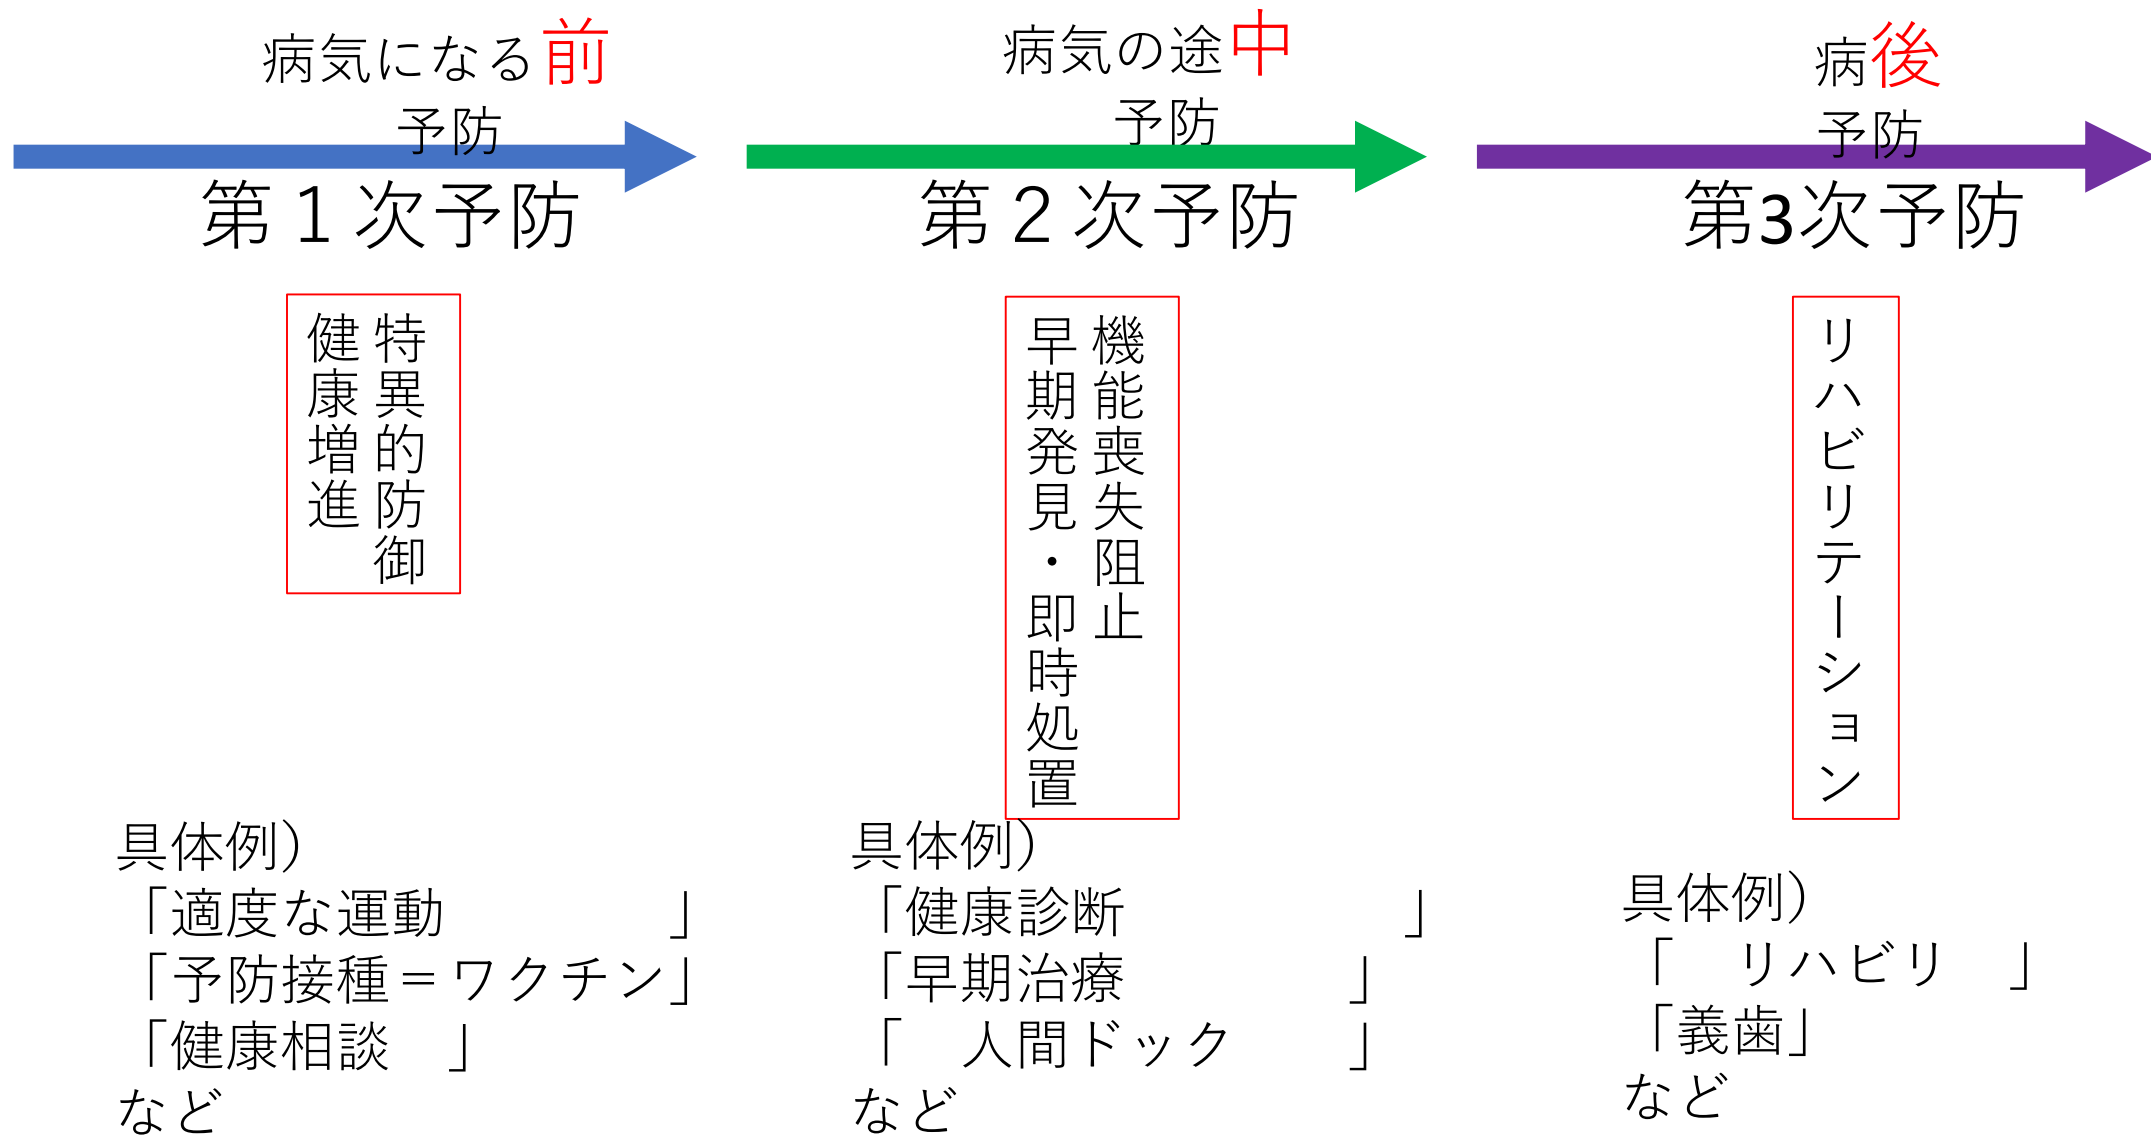 病気になる前
予防
第１次予防
特異的防御
健康増進
具体例）
「適度な運動　　　　」
「予防接種＝ワクチン」
「健康相談　」
など
病気の途中
予防
第２次予防
機能喪失阻止
早期発見・即時処置
具体例）
「健康診断　　　　　」
「早期治療　　　　」
「　人間ドック　　」
など
病後
予防
第3次予防
リハビリテーション
具体例）
「　リハビリ　」
「義歯」
など